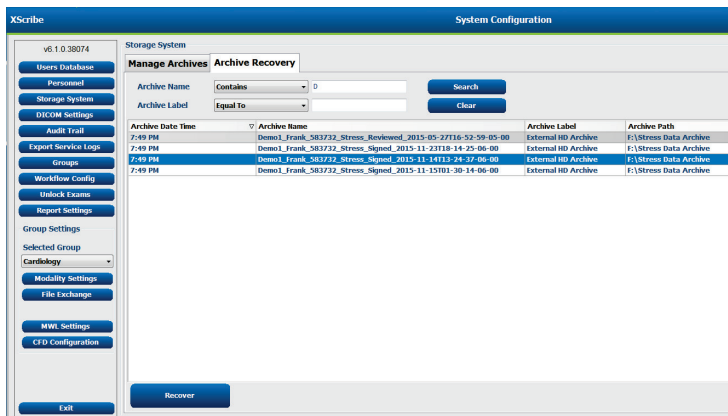 XScribe
System Configuration
v6.1.0.38074
Users Database
Personnel
Storage System
DICOM Settings
Audit Trail
Export Service Logs
Groups
Workflow Config
Unlock Exams
Report Settings
Group Settings
Selected Group
Cardiology
Modality Settings
File Exchange
MWL Settings
CFD Configuration
Exit
Storage System
Manage Archives Archive Recovery
Archive Name Contains D Search
Archive Label Equal To Clear
Archive Date Time Archive Name Archive Label Archive Path
7:49 PM Demo1_Frank_583732_Stress_Reviewed_2015-05-27T16-52-59-05-00 External HD Archive F:\Stress Data Archive
7:49 PM Demo1_Frank_583732_Stress_Signed_2015-11-23T18-14-25-06-00 External HD Archive F:\Stress Data Archive
7:49 PM Demo1_Frank_583732_Stress_Signed_2015-11-14T13-24-37-06-00 External HD Archive F:\Stress Data Archive
7:49 PM Demo1_Frank_583732_Stress_Signed_2015-11-15T01-30-14-06-00 External HD Archive F:\Stress Data Archive
Recover